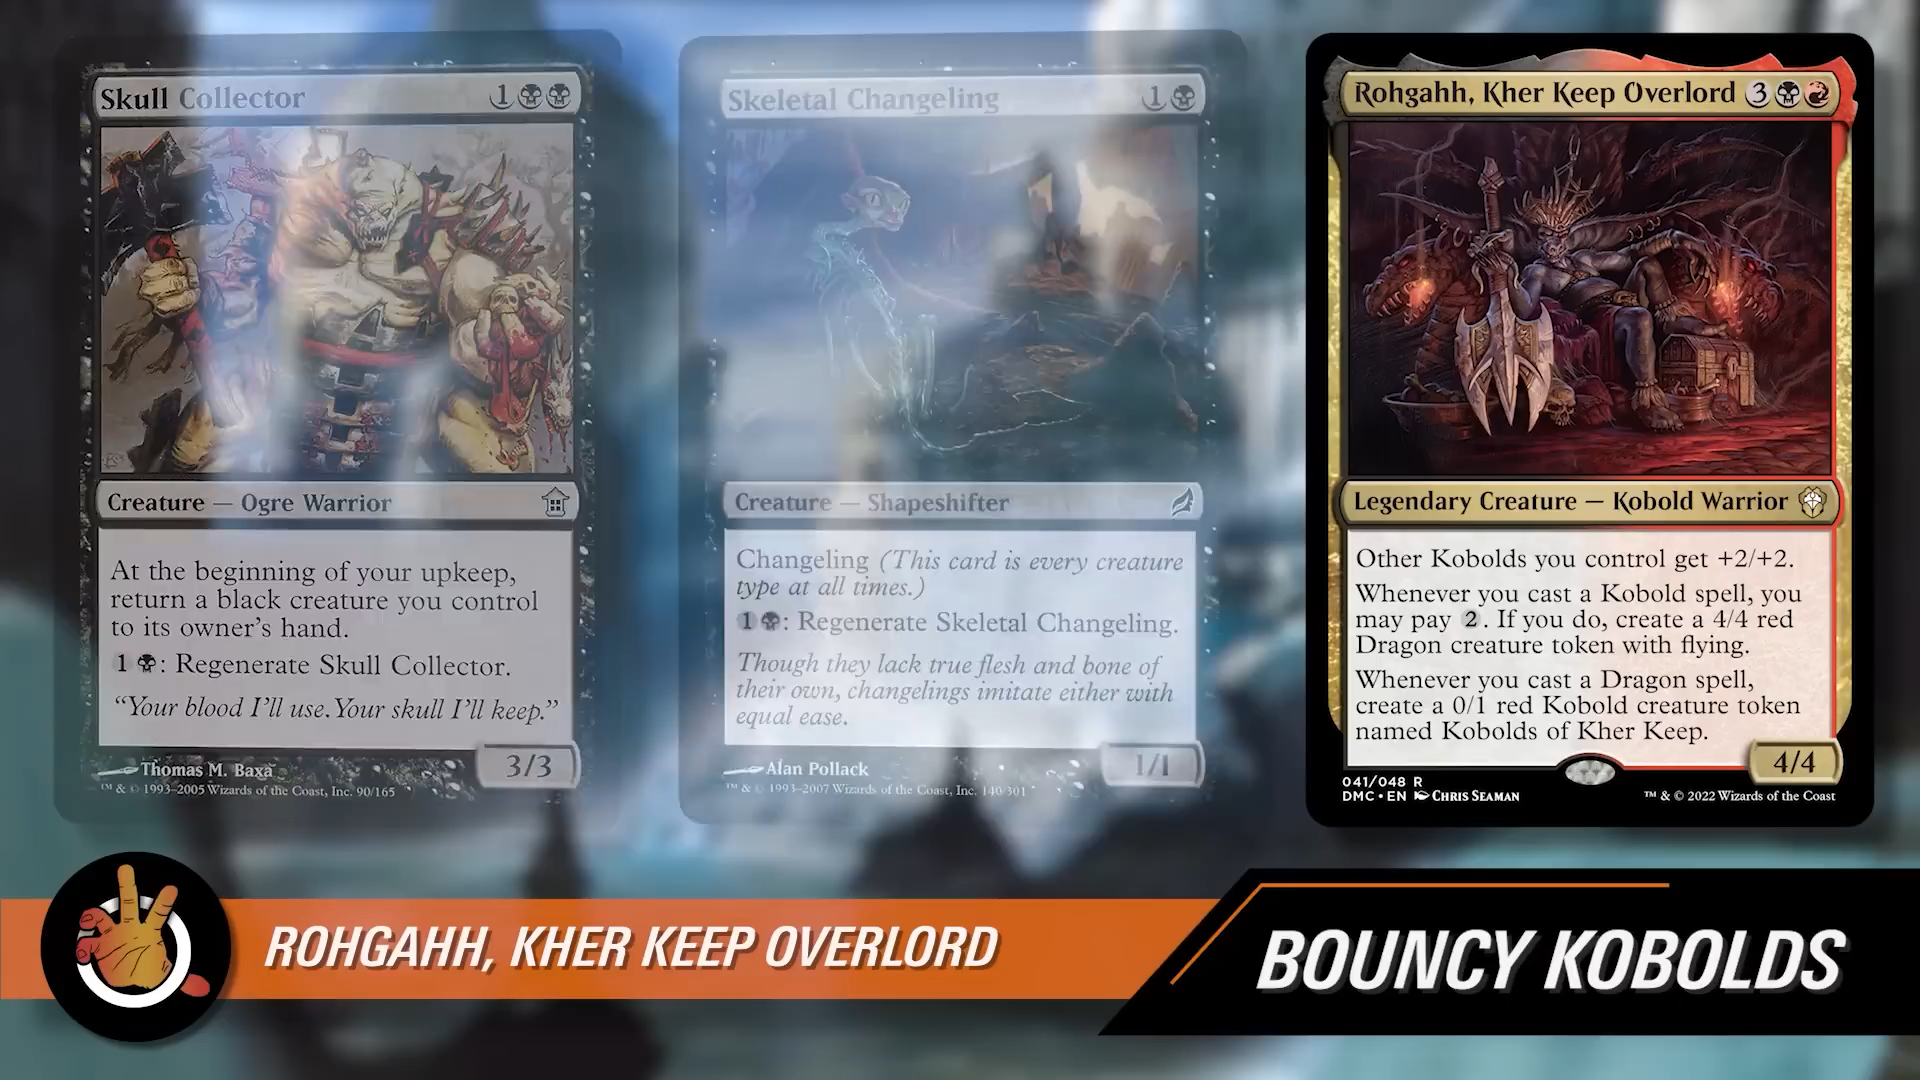 Skull Collector 1
Creature — Ogre Warrior
At the beginning of your upkeep,
return a black creature you control
to its owner's hand.
1 : Regenerate Skull Collector.
“Your blood I’ll use. Your skull I’ll keep.”
Thomas M. Baxa
™ & © 1993–2005 Wizards of the Coast, Inc. 90/165
3/3
Skeletal Changeling 1
Creature — Shapeshifter
Changeling (This card is every creature
type at all times.)
1 : Regenerate Skeletal Changeling.
Though they lack true flesh and bone of
their own, changelings imitate either with
equal ease.
Alan Pollack
™ & © 1993–2007 Wizards of the Coast, Inc. 140/301
1/1
Rohgahh, Kher Keep Overlord 3
Legendary Creature — Kobold Warrior
Other Kobolds you control get +2/+2.
Whenever you cast a Kobold spell, you
may pay 2. If you do, create a 4/4 red
Dragon creature token with flying.
Whenever you cast a Dragon spell,
create a 0/1 red Kobold creature token
named Kobolds of Kher Keep.
4/4
041/048 R
DMC • EN Chris Seaman
™ & © 2022 Wizards of the Coast
ROHGAHH, KHER KEEP OVERLORD
BOUNCY KOBOLDS